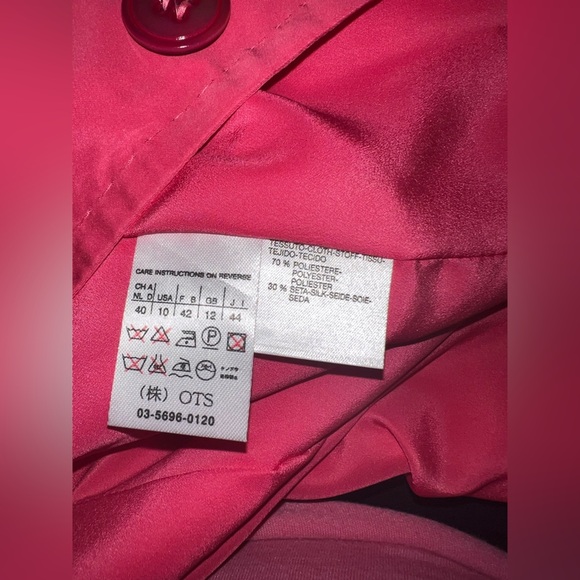 CARE INSTRUCTIONS ON REVERSE
CH A
NL D USA F B GB J I
40 10 42 12 44
P
(株) OTS
03-5696-0120
TESSUTO-CLOTH-STOFF-TISSU-
TEJIDO-TECIDO
70 % POLIESTERE-
POLYESTER-
POLIESTER
30 % SETA-SILK-SEIDE-SOIE-
SEDA